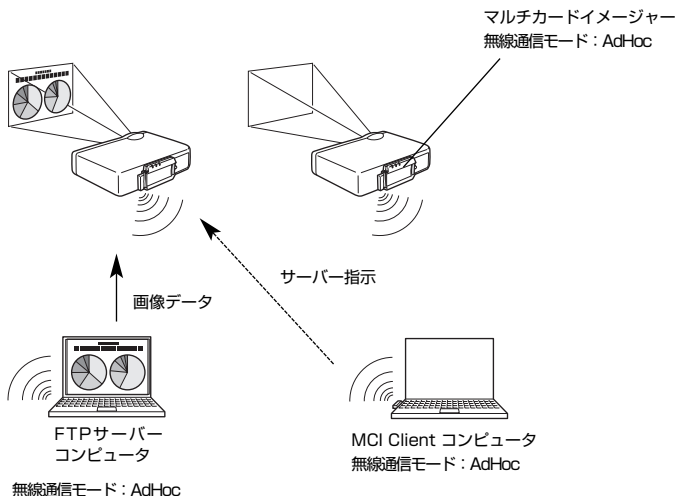 マルチカードイメージャー
無線通信モード：AdHoc
サーバー指示
画像データ
FTPサーバー
コンピュータ
無線通信モード：AdHoc
MCI Client コンピュータ
無線通信モード：AdHoc